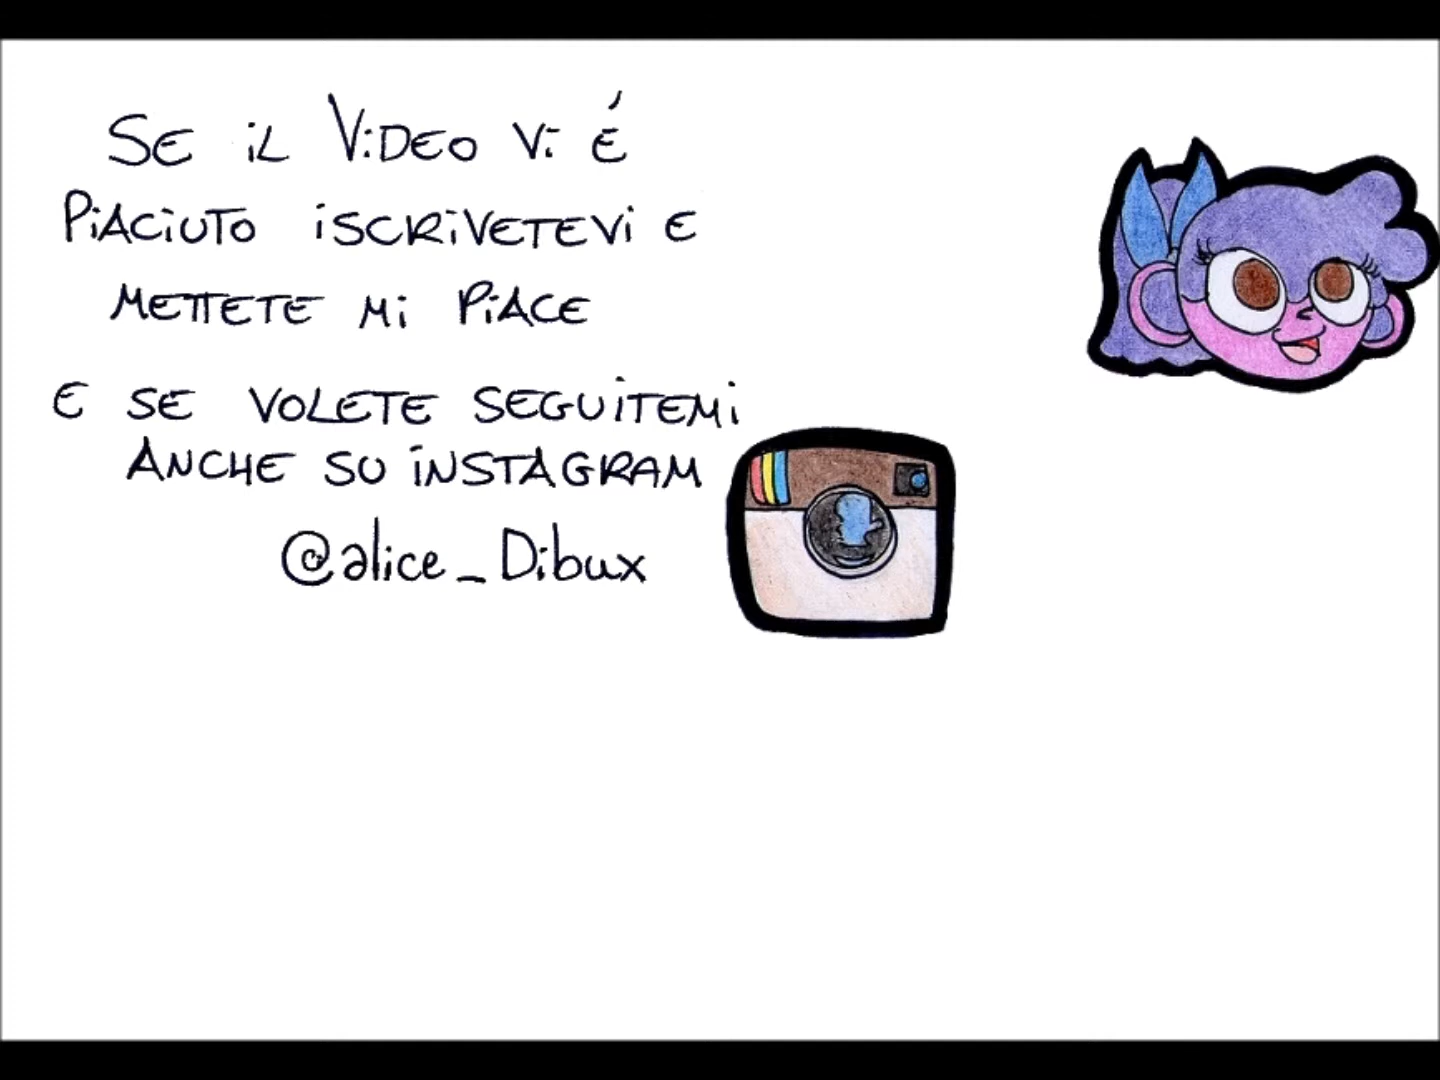 SE iL ViDEO Vi É
PiACiUTO iSCRiVETEVi E
METTETE Mi PiACE
E SE VOLETE SEGUiTEMi
ANCHE SU iNSTAGRAM
@alice_Dibux